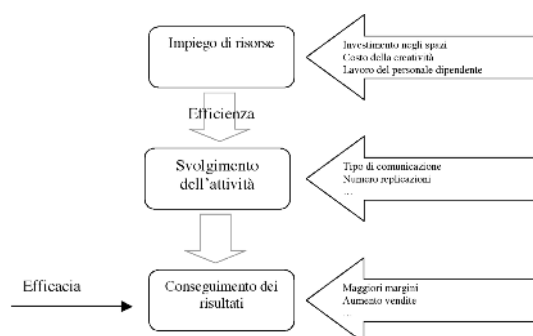 Impiego di risorse
Investimento negli spazi
Costo della creatività
Lavoro del personale dipendente
Efficienza
Svolgimento
dell'attività
Tipo di comunicazione
Numero replicazioni
...
Efficacia
Conseguimento dei
risultati
Maggiori margini
Aumento vendite
...